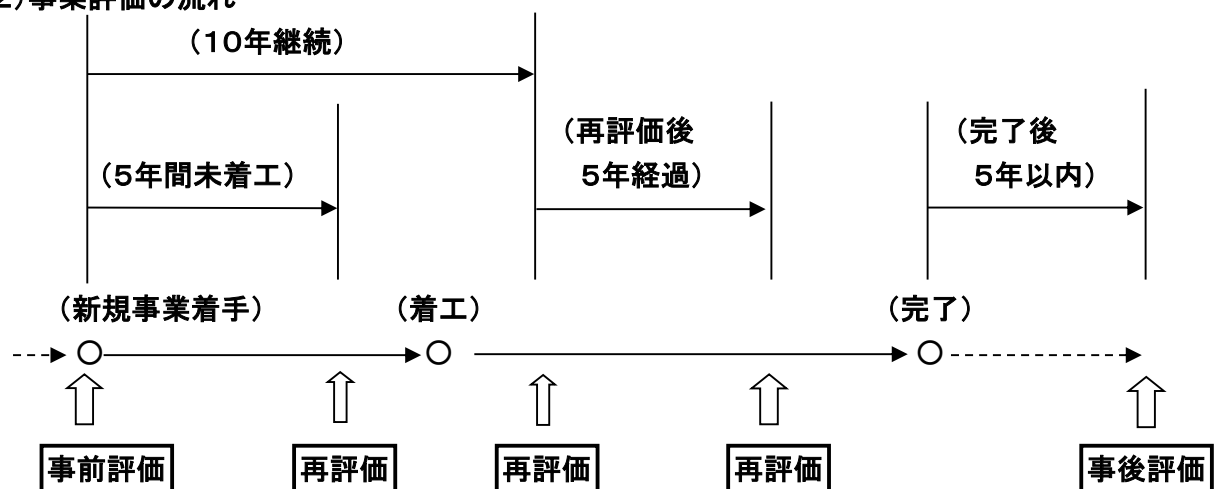 2)事業評価の流れ
（１０年継続）
（再評価後
５年経過）
（完了後
５年以内）
（５年間未着工）
（新規事業着手）
（着工）
（完了）
事前評価
再評価
再評価
再評価
事後評価